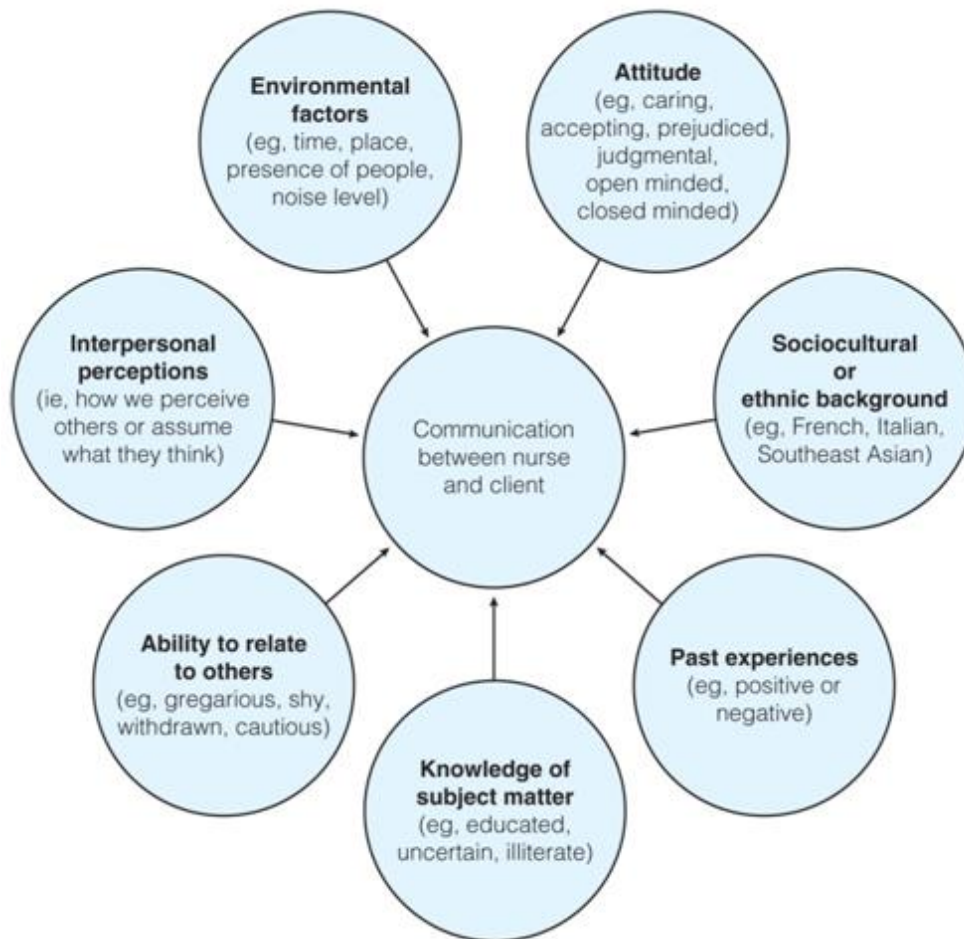 Environmental
factors
(eg, time, place,
presence of people,
noise level)
Attitude
(eg, caring,
accepting, prejudiced,
judgmental,
open minded,
closed minded)
Interpersonal
perceptions
(ie, how we perceive
others or assume
what they think)
Communication
between nurse
and client
Sociocultural
or
ethnic background
(eg, French, Italian,
Southeast Asian)
Ability to relate
to others
(eg, gregarious, shy,
withdrawn, cautious)
Knowledge of
subject matter
(eg, educated,
uncertain, illiterate)
Past experiences
(eg, positive or
negative)